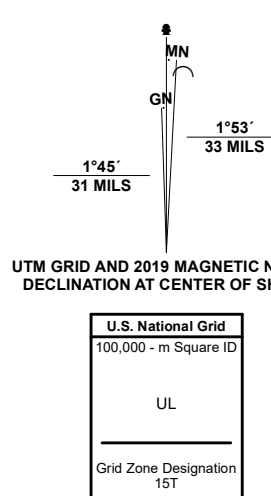 MN
GN
1°53´
33 MILS
1°45´
31 MILS
UTM GRID AND 2019 MAGNETIC N
DECLINATION AT CENTER OF SH
U.S. National Grid
100,000 - m Square ID
UL
Grid Zone Designation
15T